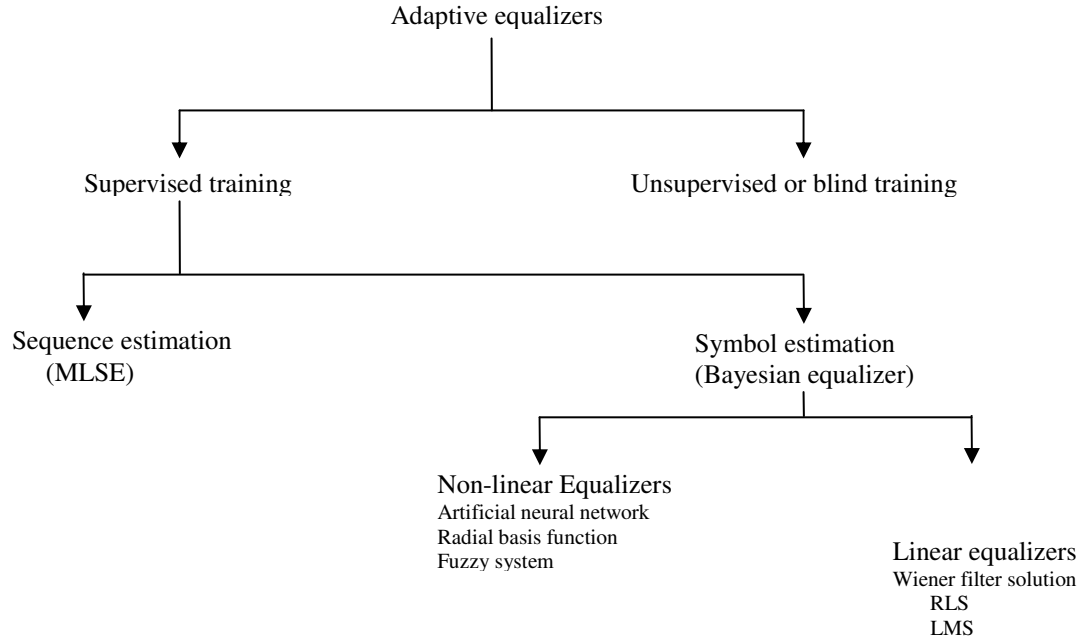 Adaptive equalizers
Supervised training
Unsupervised or blind training
Sequence estimation
(MLSE)
Symbol estimation
(Bayesian equalizer)
Non-linear Equalizers
Artificial neural network
Radial basis function
Fuzzy system
Linear equalizers
Wiener filter solution
RLS
LMS